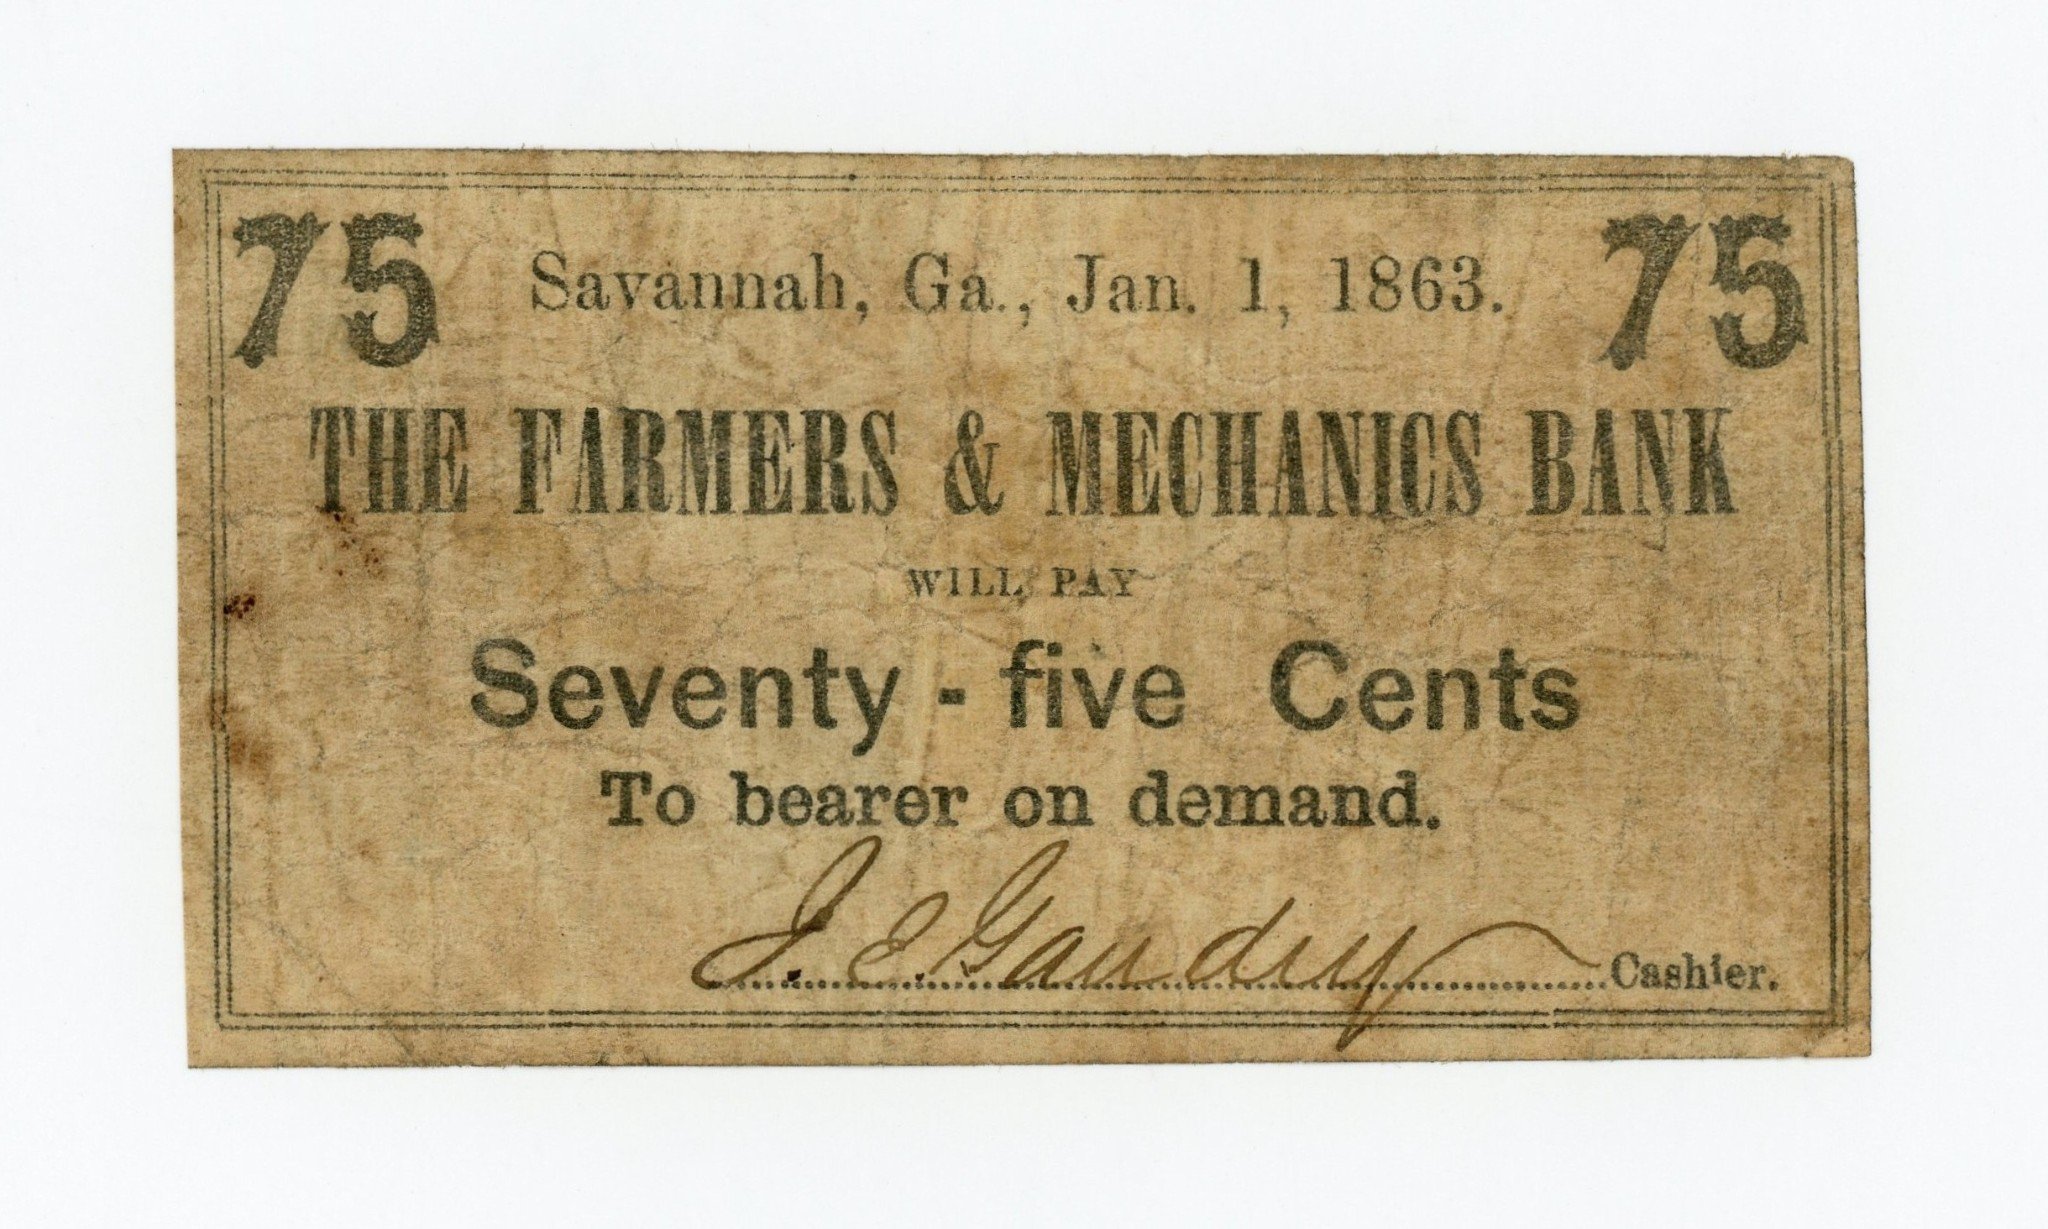 75 Savannah, Ga., Jan. 1, 1863. 75
THE FARMERS & MECHANICS BANK
WILL PAY
Seventy-five Cents
To bearer on demand.
J. E. Gaudry Cashier.